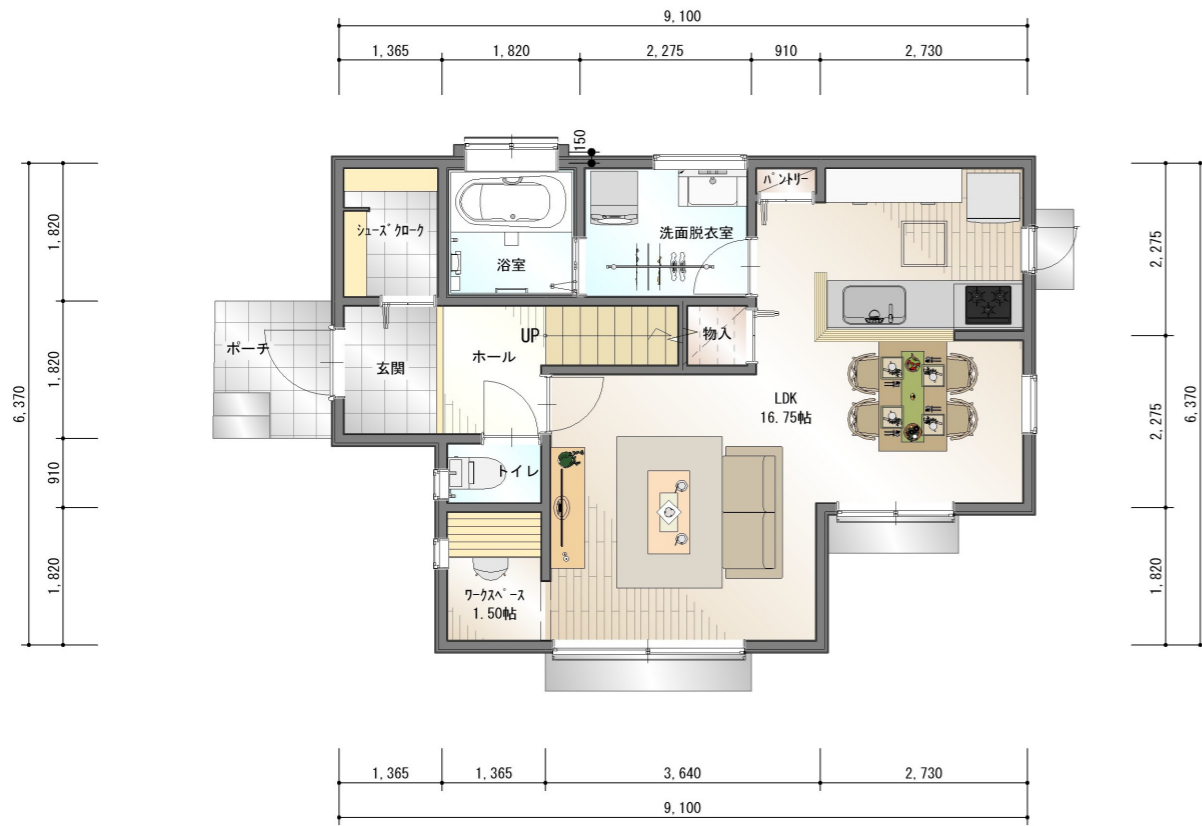 9,100
1,365
1,820
2,275
910
2,730
150
パントリー
シューズクローク
洗面脱衣室
浴室
1,820
2,275
UP
物入
ポーチ
玄関
ホール
1,820
6,370
LDK
16.75帖
2,275
6,370
トイレ
910
ワークスペース
1.50帖
1,820
1,820
1,365
1,365
3,640
2,730
9,100